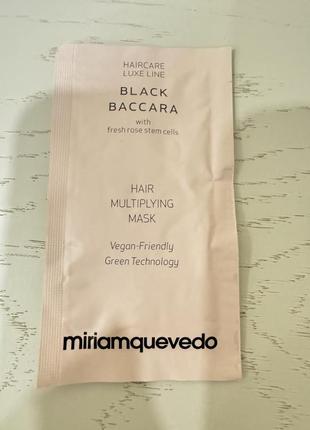 HAIRCARE
LUXE LINE
BLACK
BACCARA
with
fresh rose stem cells
HAIR
MULTIPLYING
MASK
Vegan-Friendly
Green Technology
miriamquevedo